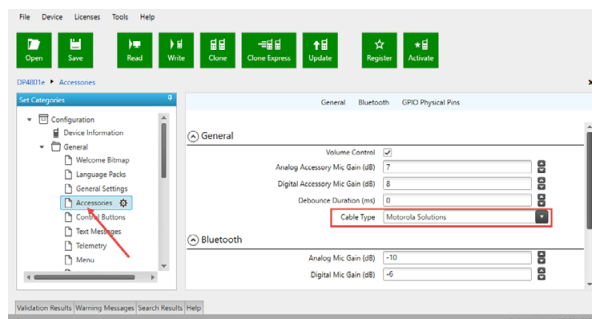 File Device Licenses Tools Help
Open Save Read Write Clone Clone Express Update Register Activate
DP4801e Accessories
Set Categories
General Bluetooth GPIO Physical Pins
Configuration
Device Information
General
Welcome Bitmap
Language Packs
General Settings
Accessories
Control Buttons
Text Messages
Telemetry
Menu
General
Volume Control
Analog Accessory Mic Gain (dB) 7
Digital Accessory Mic Gain (dB) 8
Debounce Duration (ms) 0
Cable Type Motorola Solutions
Bluetooth
Analog Mic Gain (dB) -10
Digital Mic Gain (dB) -6
Validation Results Warning Messages Search Results Help